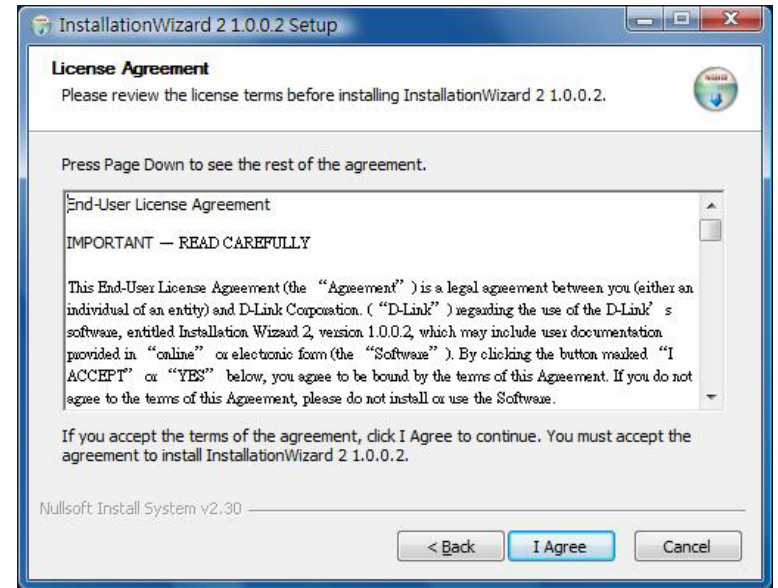 InstallationWizard 2 1.0.0.2 Setup
License Agreement
Please review the license terms before installing InstallationWizard 2 1.0.0.2.
Press Page Down to see the rest of the agreement.
End-User License Agreement
IMPORTANT — READ CAREFULLY
This End-User License Agreement (the “Agreement” ) is a legal agreement between you (either an
individual of an entity) and D-Link Corporation. ( “D-Link” ) regarding the use of the D-Link’ s
software, entitled Installation Wizard 2, version 1.0.0.2, which may include user documentation
provided in “online” or electronic form (the “Software” ). By clicking the button marked “I
ACCEPT” or “YES” below, you agree to be bound by the terms of this Agreement. If you do not
agree to the terms of this Agreement, please do not install or use the Software.
If you accept the terms of the agreement, click I Agree to continue. You must accept the
agreement to install InstallationWizard 2 1.0.0.2.
Nullsoft Install System v2.30
< Back
I Agree
Cancel